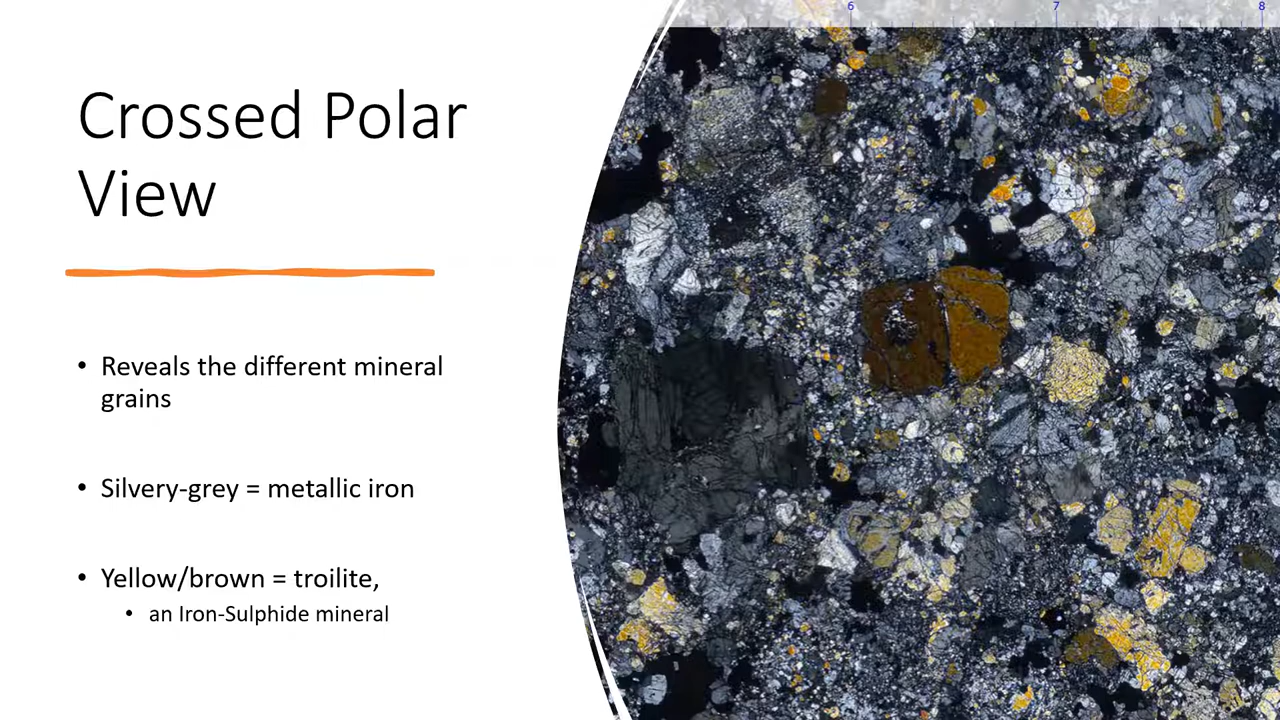 6 7 8
Crossed Polar
View
• Reveals the different mineral
grains
• Silvery-grey = metallic iron
• Yellow/brown = troilite,
• an Iron-Sulphide mineral